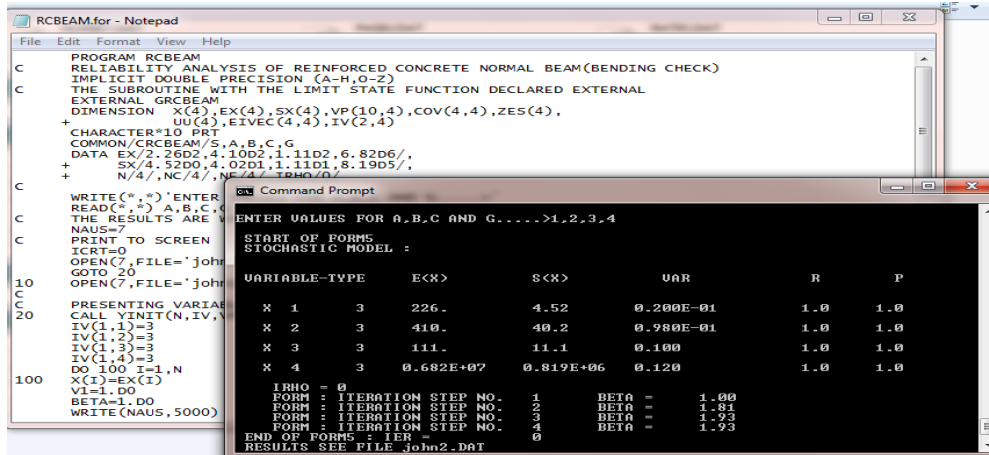 RCBEAM.for - Notepad
File Edit Format View Help
PROGRAM RCBEAM
C RELIABILITY ANALYSIS OF REINFORCED CONCRETE NORMAL BEAM(BENDING CHECK)
IMPLICIT DOUBLE PRECISION (A-H,O-Z)
C THE SUBROUTINE WITH THE LIMIT STATE FUNCTION DECLARED EXTERNAL
EXTERNAL GRCBEAM
DIMENSION X(4),EX(4),SX(4),VP(10,4),COV(4,4),ZES(4),
+ UU(4),EIVEC(4,4),IV(2,4)
CHARACTER*10 PRT
COMMON/CRCBEAM/S,A,B,C,G
DATA EX/2.26D2,4.10D2,1.11D2,6.82D6/,
+ SX/4.52D0,4.02D1,1.11D1,8.19D5/,
+ N/4/,NC/4/,NE/4/,IRHO/0/
C
WRITE(*,*)'ENTER
READ(*,*) A,B,C,
C THE RESULTS ARE
NAUS=7
C PRINT TO SCREEN
ICRT=0
OPEN(7,FILE='john
GOTO 20
10 OPEN(7,FILE='john
C
C PRESENTING VARIAB
20 CALL YINIT(N,IV,
IV(1,1)=3
IV(1,2)=3
IV(1,3)=3
IV(1,4)=3
DO 100 I=1,N
100 X(I)=EX(I)
V1=1.D0
BETA=1.D0
WRITE(NAUS,5000)
Command Prompt
ENTER VALUES FOR A,B,C AND G.....>1,2,3,4
START OF FORM5
STOCHASTIC MODEL :
VARIABLE-TYPE E(X) S(X) VAR R P
X 1 3 226. 4.52 0.200E-01 1.0 1.0
X 2 3 410. 40.2 0.980E-01 1.0 1.0
X 3 3 111. 11.1 0.100 1.0 1.0
X 4 3 0.682E+07 0.819E+06 0.120 1.0 1.0
IRHO = 0
FORM : ITERATION STEP NO. 1 BETA = 1.00
FORM : ITERATION STEP NO. 2 BETA = 1.81
FORM : ITERATION STEP NO. 3 BETA = 1.93
FORM : ITERATION STEP NO. 4 BETA = 1.93
END OF FORM5 : IER = 0
RESULTS SEE FILE john2.DAT